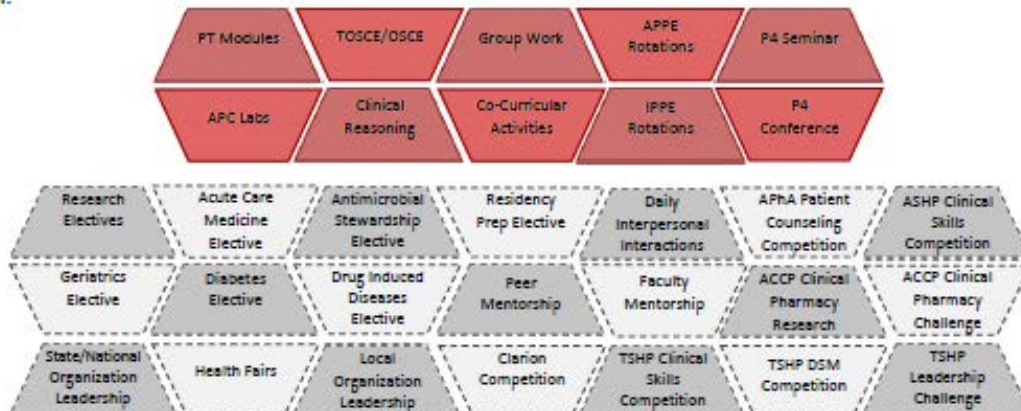 PT Modules
TOSCE/OSCE
Group Work
APPE
Rotations
P4 Seminar
APC Labs
Clinical
Reasoning
Co-Curricular
Activities
IPPE
Rotations
P4
Conference
Research
Electives
Acute Care
Medicine
Elective
Antimicrobial
Stewardship
Elective
Residency
Prep Elective
Daily
Interpersonal
Interactions
APhA Patient
Counseling
Competition
ASHP Clinical
Skills
Competition
Geriatrics
Elective
Diabetes
Elective
Drug Induced
Diseases
Elective
Peer
Mentorship
Faculty
Mentorship
ACCP Clinical
Pharmacy
Research
ACCP Clinical
Pharmacy
Challenge
State/National
Organization
Leadership
Health Fairs
Local
Organization
Leadership
Clarion
Competition
TSHP Clinical
Skills
Competition
TSHP DSM
Competition
TSHP
Leadership
Challenge